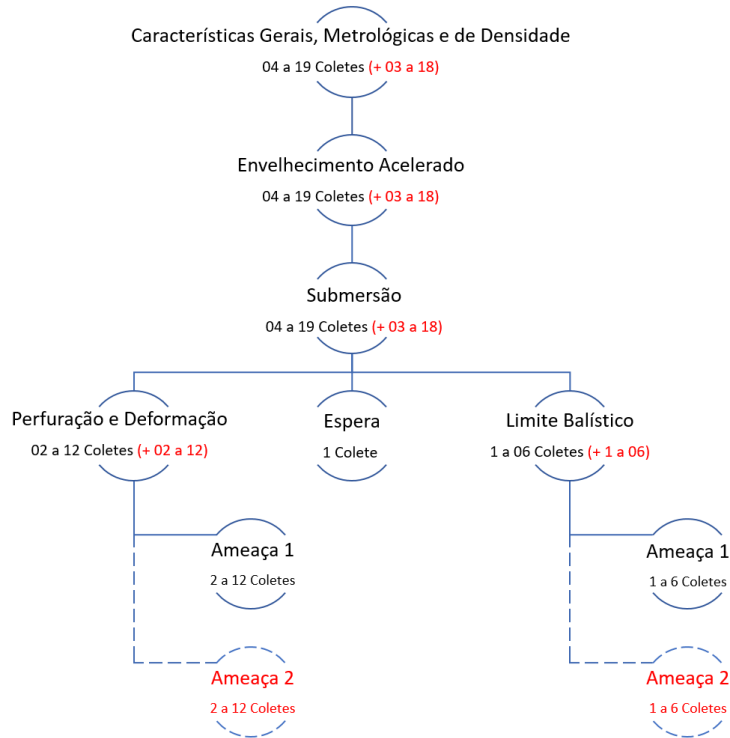 Características Gerais, Metrológicas e de Densidade
04 a 19 Coletes (+ 03 a 18)
Envelhecimento Acelerado
04 a 19 Coletes (+ 03 a 18)
Submersão
04 a 19 Coletes (+ 03 a 18)
Perfuração e Deformação
02 a 12 Coletes (+ 02 a 12)
Espera
1 Colete
Limite Balístico
1 a 06 Coletes (+ 1 a 06)
Ameaça 1
2 a 12 Coletes
Ameaça 1
1 a 6 Coletes
Ameaça 2
2 a 12 Coletes
Ameaça 2
1 a 6 Coletes